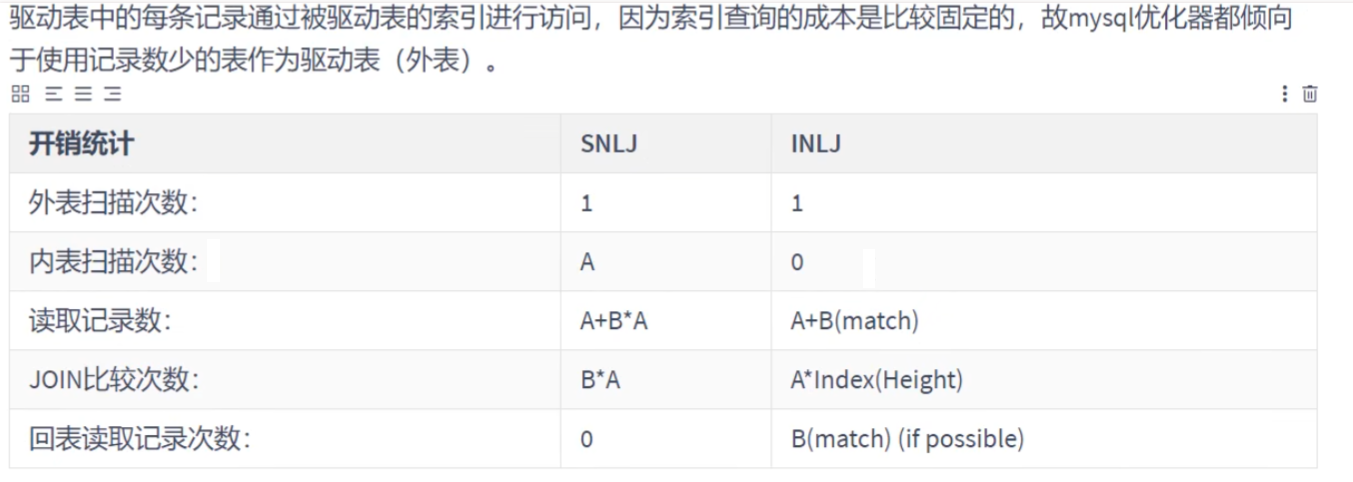 驱动表中的每条记录通过被驱动表的索引进行访问，因为索引查询的成本是比较固定的，故mysql优化器都倾向
于使用记录数少的表作为驱动表（外表）。
开销统计 SNLJ INLJ
外表扫描次数： 1 1
内表扫描次数： A 0
读取记录数： A+B*A A+B(match)
JOIN比较次数： B*A A*Index(Height)
回表读取记录次数： 0 B(match) (if possible)